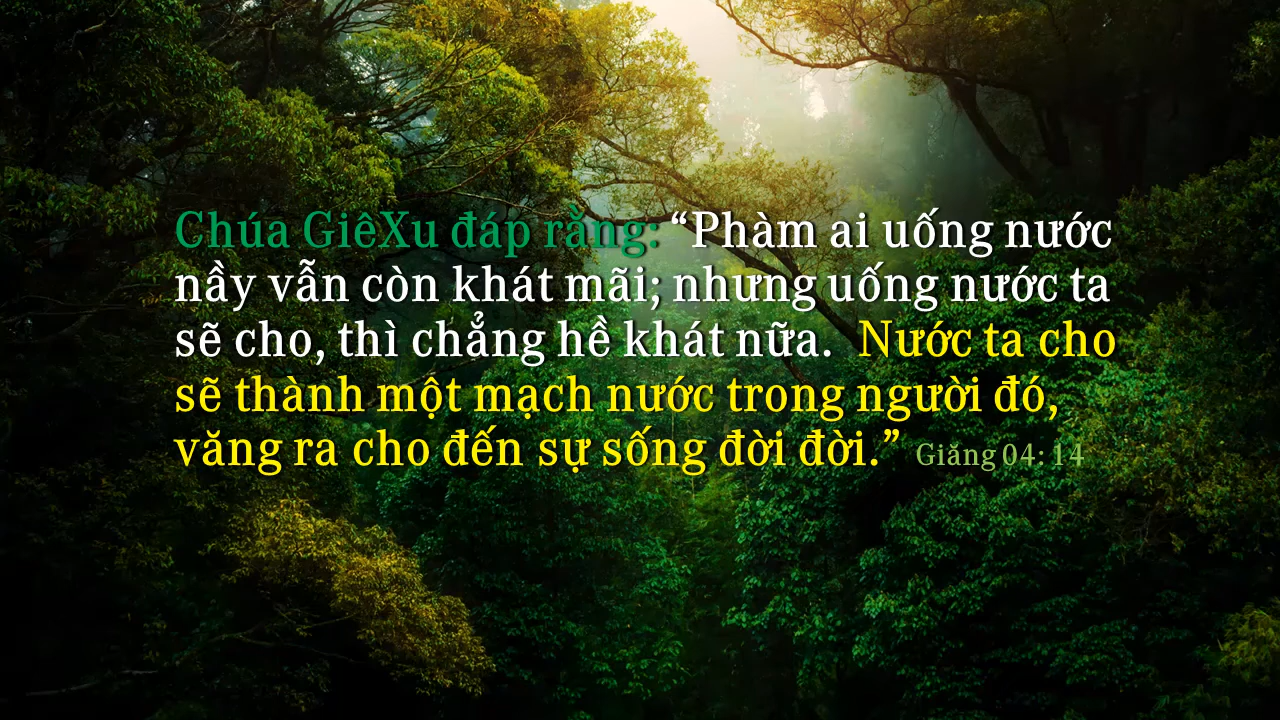 Chúa GiêXu đáp rằng: “Phàm ai uống nước
nầy vẫn còn khát mãi; nhưng uống nước ta
sẽ cho, thì chẳng hề khát nữa. Nước ta cho
sẽ thành một mạch nước trong người đó,
văng ra cho đến sự sống đời đời.” Giăng 04: 14